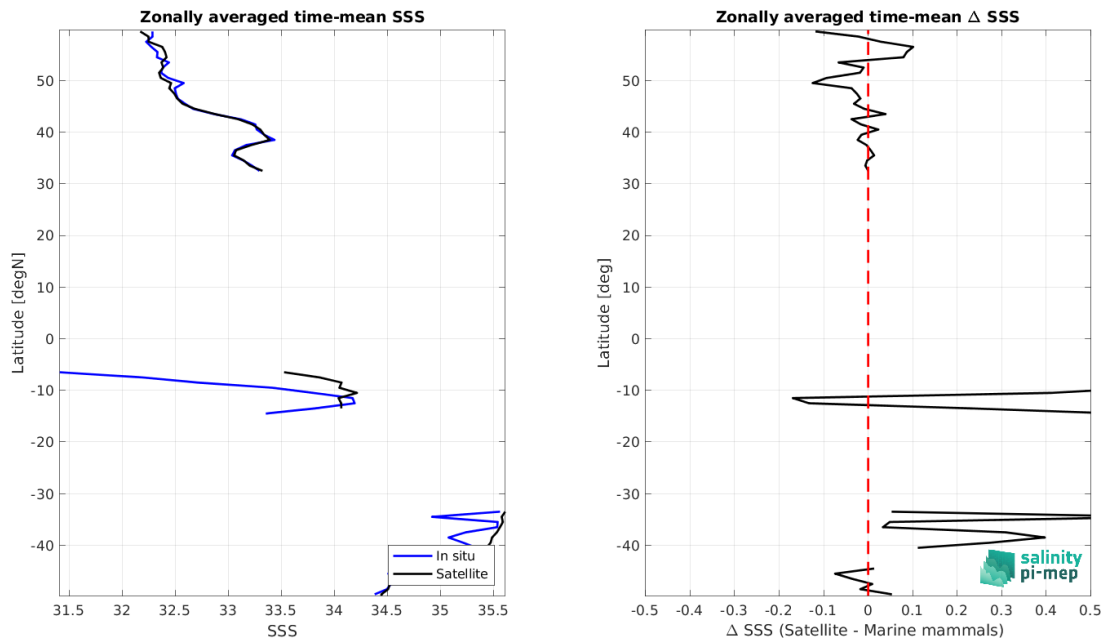 Zonally averaged time-mean SSS
50
40
30
20
10
0
-10
-20
-30
-40
Latitude [degN]
31.5 32 32.5 33 33.5 34 34.5 35 35.5
SSS
In situ
Satellite
Zonally averaged time-mean Δ SSS
50
40
30
20
10
0
-10
-20
-30
-40
Latitude [deg]
-0.5 -0.4 -0.3 -0.2 -0.1 0 0.1 0.2 0.3 0.4 0.5
Δ SSS (Satellite - Marine mammals)
salinity
pi-mep